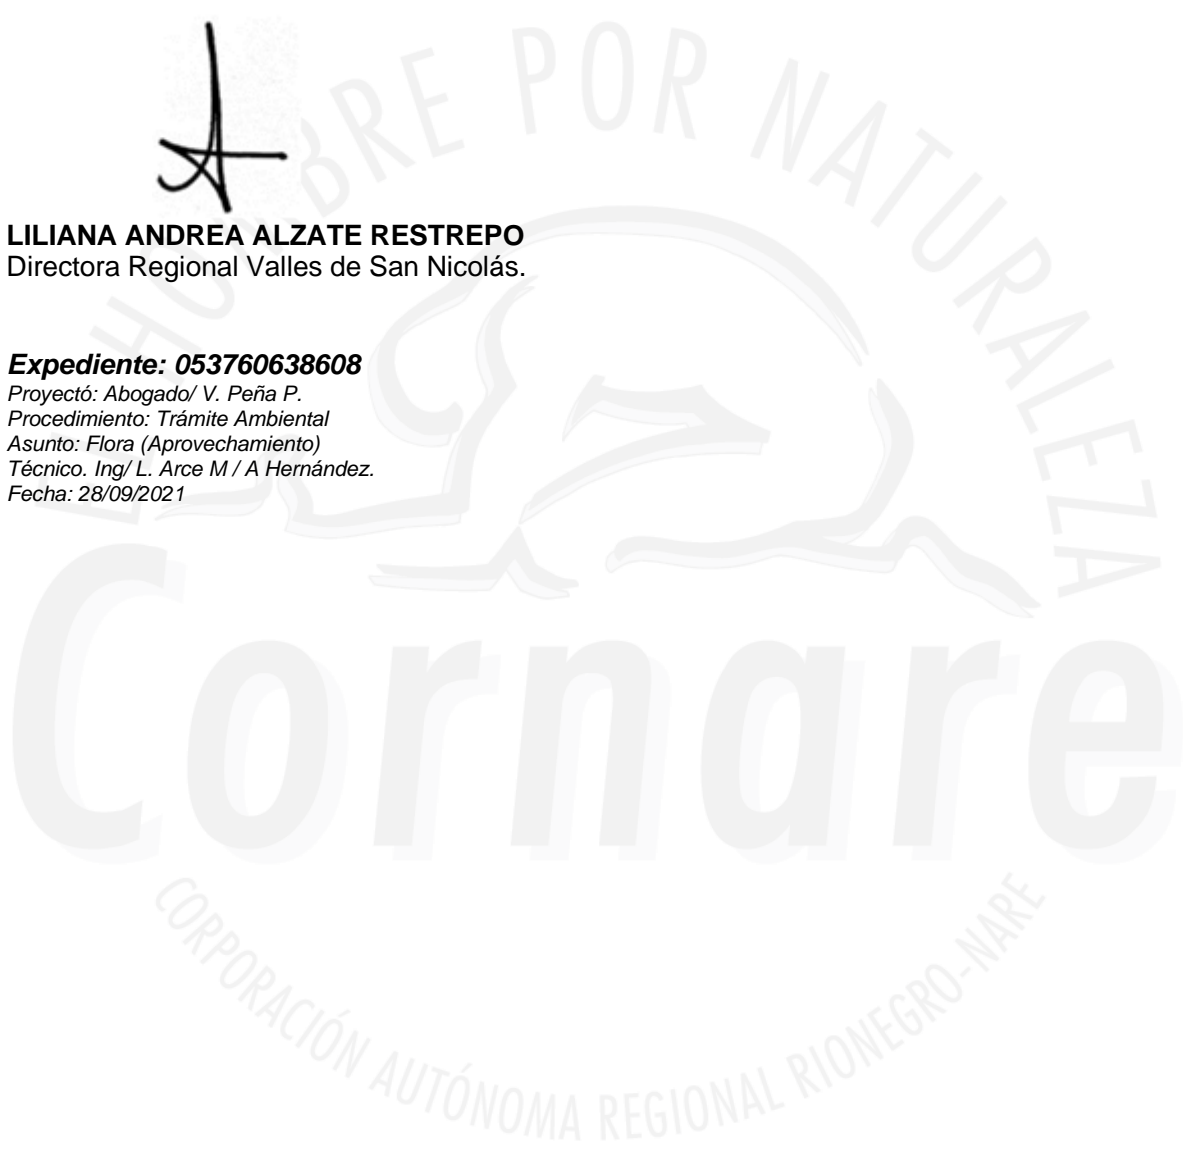 LILIANA ANDREA ALZATE RESTREPO
Directora Regional Valles de San Nicolás.
Expediente: 053760638608
Proyectó: Abogado/ V. Peña P.
Procedimiento: Trámite Ambiental
Asunto: Flora (Aprovechamiento)
Técnico. Ing/ L. Arce M / A Hernández.
Fecha: 28/09/2021
EL HOMBRE POR NATURALEZA
Cornare
CORPORACIÓN AUTÓNOMA REGIONAL RIONEGRO-NARE